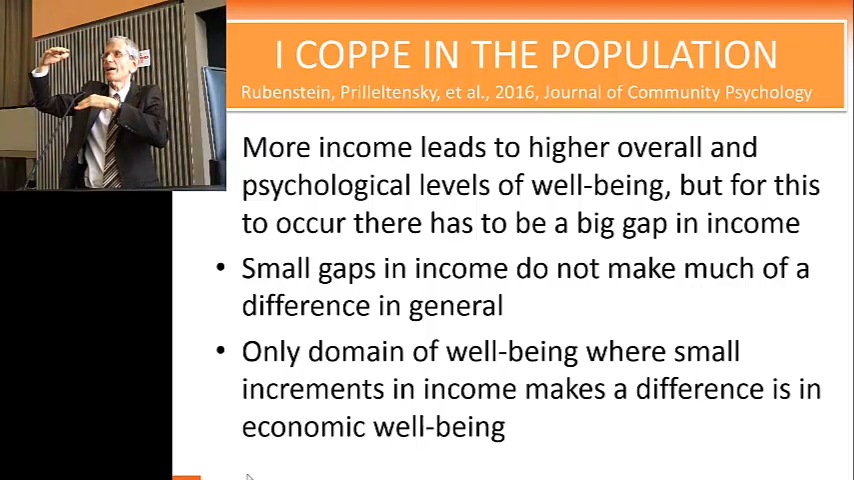 I COPPE IN THE POPULATION
Rubenstein, Prilleltensky, et al., 2016, Journal of Community Psychology
More income leads to higher overall and
psychological levels of well-being, but for this
to occur there has to be a big gap in income
• Small gaps in income do not make much of a
difference in general
• Only domain of well-being where small
increments in income makes a difference is in
economic well-being